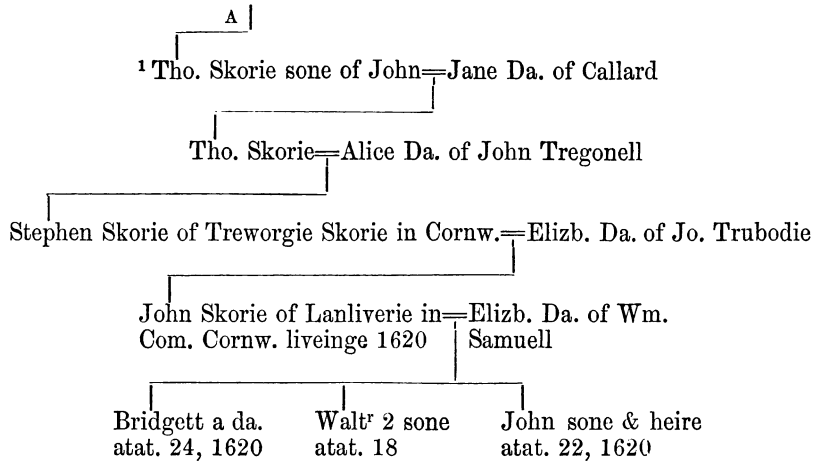 A
¹ Tho. Skorie sone of John=Jane Da. of Callard
Tho. Skorie=Alice Da. of John Tregonell
Stephen Skorie of Treworgie Skorie in Cornw.=Elizb. Da. of Jo. Trubodie
John Skorie of Lanliverie in=Elizb. Da. of Wm.
Com. Cornw. liveinge 1620 Samuell
Bridgett a da. Waltʳ 2 sone John sone & heire
atat. 24, 1620 atat. 18 atat. 22, 1620